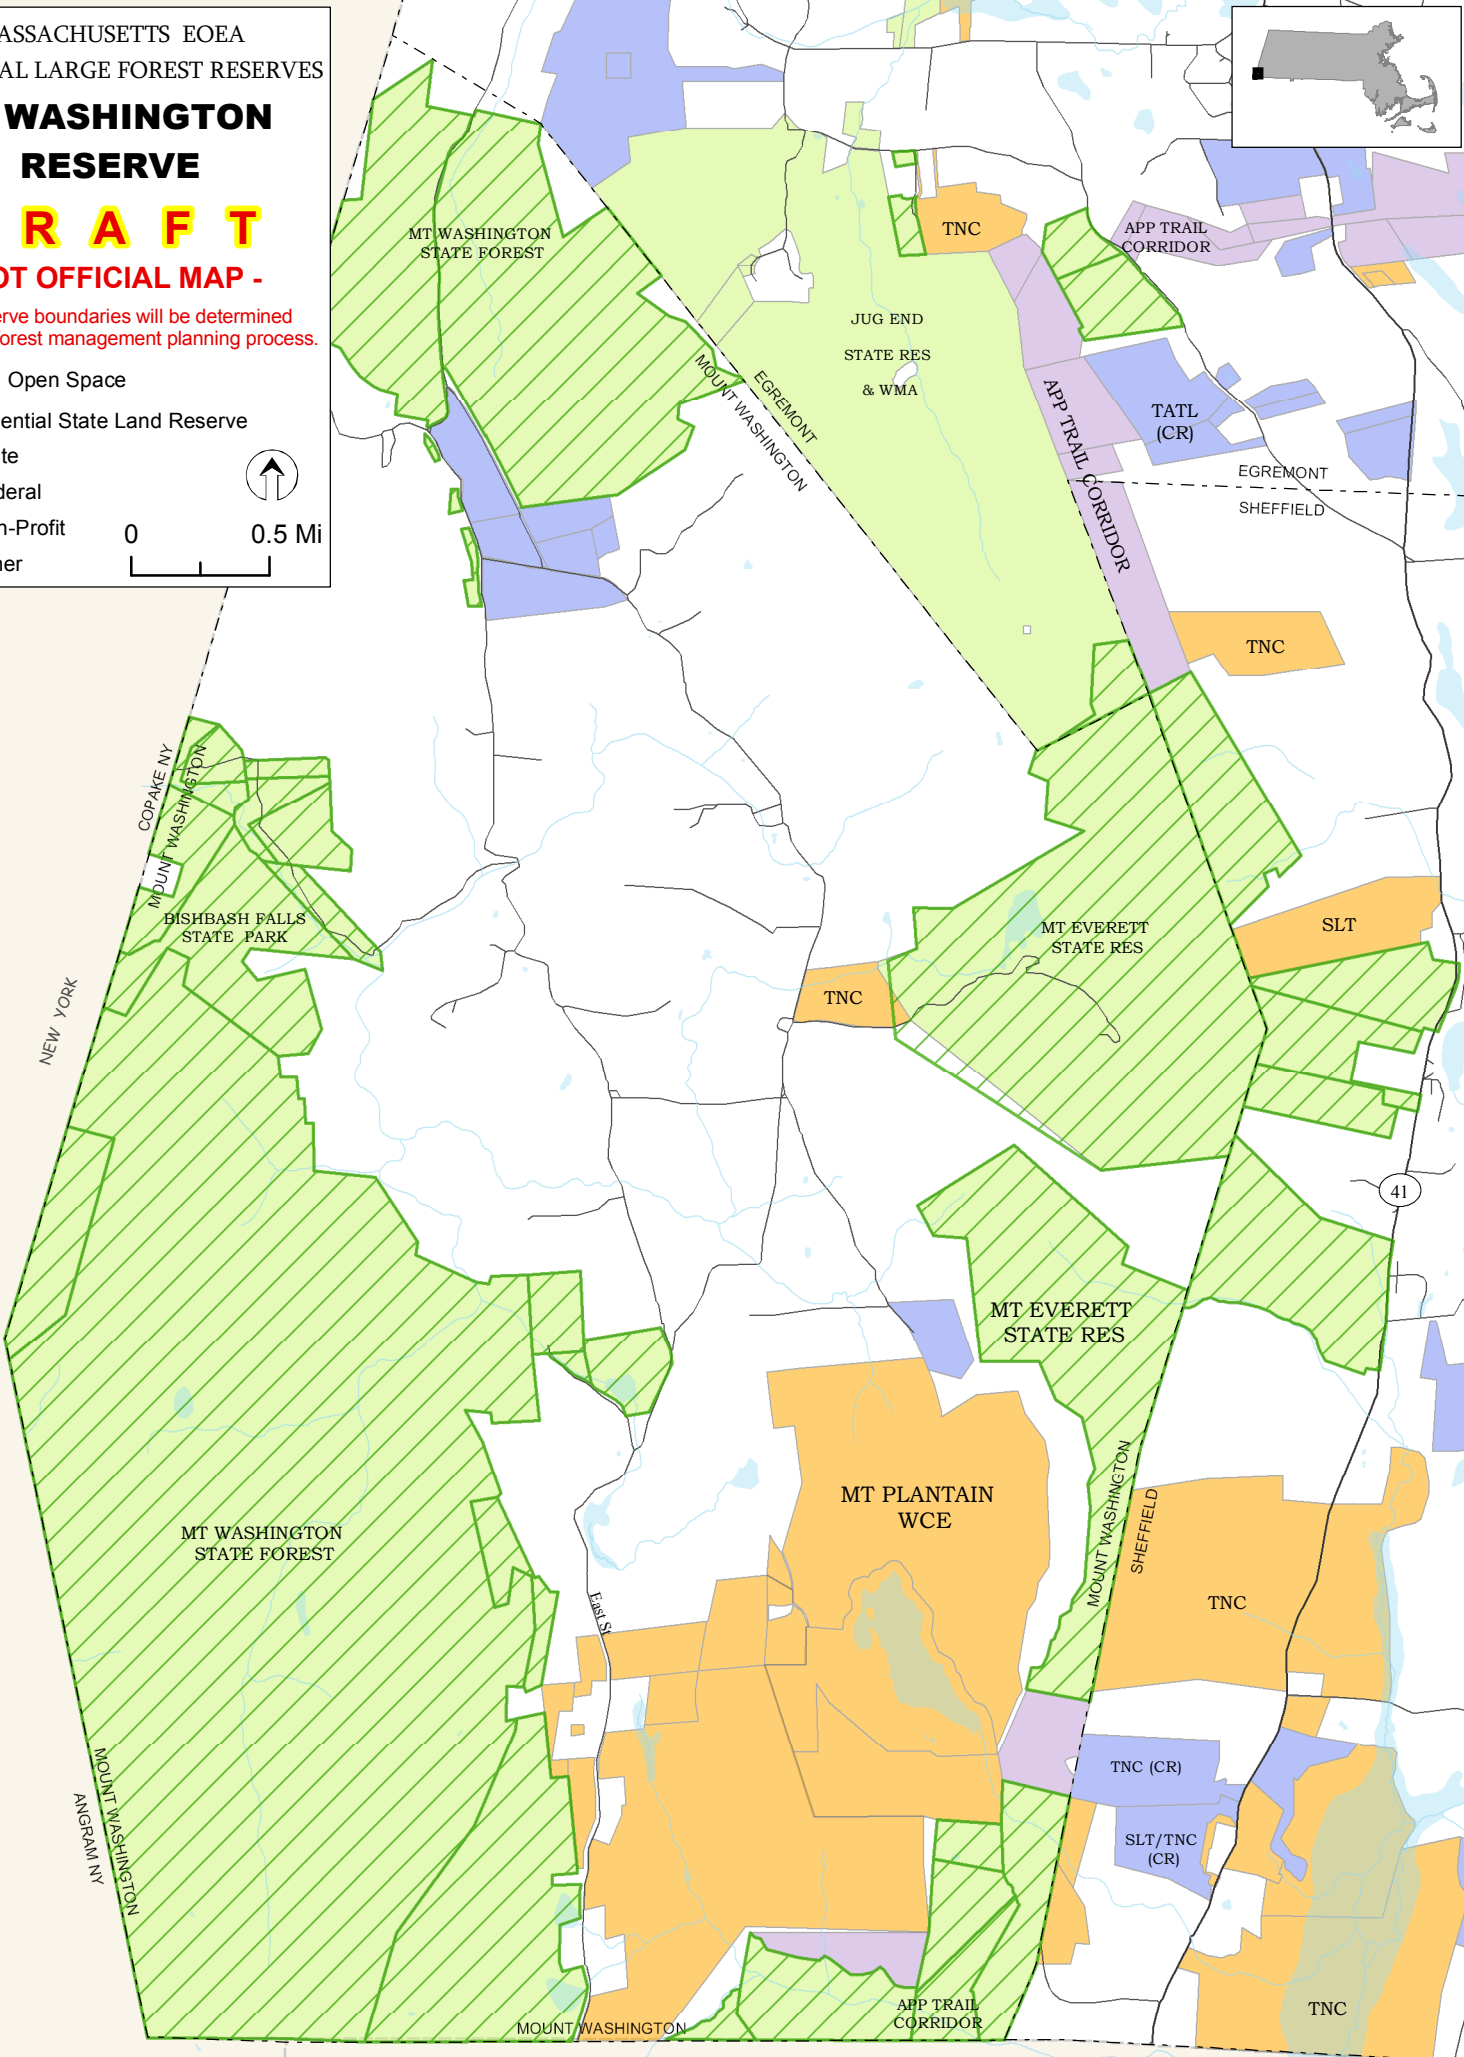 ASSACHUSETTS EOEA
AL LARGE FOREST RESERVES
WASHINGTON
RESERVE
R A F T
OT OFFICIAL MAP -
erve boundaries will be determined
orest management planning process.
Open Space
ential State Land Reserve
te
deral
n-Profit
her
0 0.5 Mi
MT WASHINGTON
STATE FOREST
TNC
APP TRAIL
CORRIDOR
JUG END
STATE RES
& WMA
MOUNT WASHINGTON
EGREMONT
APP TRAIL CORRIDOR
TATL
(CR)
EGREMONT
SHEFFIELD
TNC
COPAKE NY
MOUNT WASHINGTON
BISHBASH FALLS
STATE PARK
MT EVERETT
STATE RES
SLT
TNC
NEW YORK
41
MT EVERETT
STATE RES
MT PLANTAIN
WCE
MOUNT WASHINGTON
SHEFFIELD
MT WASHINGTON
STATE FOREST
East St
TNC
TNC (CR)
SLT/TNC
(CR)
MOUNT WASHINGTON
ANGRAM NY
APP TRAIL
CORRIDOR
MOUNT WASHINGTON
TNC